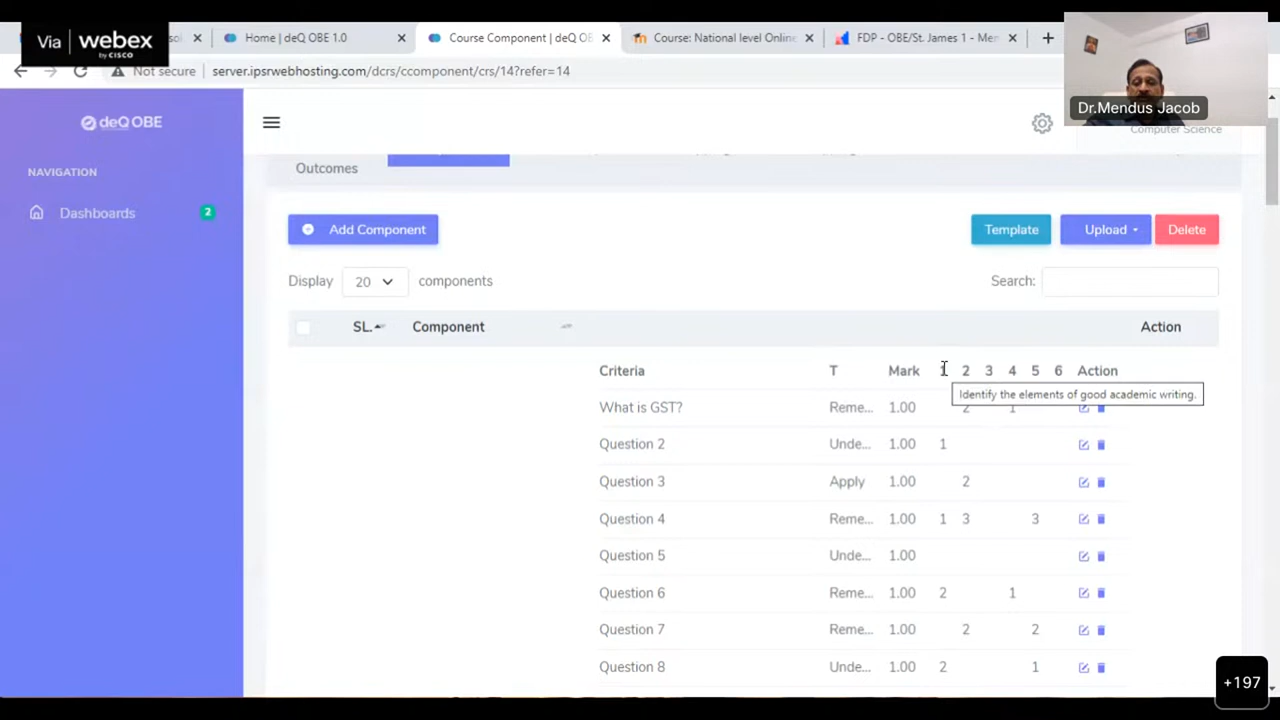 Via webex
by CISCO
Home | deQ OBE 1.0
Course Component | deQ OB
Course: National level Online
FDP - OBE/St. James 1 - Mer
Not secure
server.ipsrwebhosting.com/dcrs/ccomponent/crs/14?refer=14
Dr.Mendus Jacob
Computer Science
deQ OBE
NAVIGATION
Dashboards 2
Outcomes
Add Component
Template
Upload
Delete
Display 20 components
Search:
SL. Component Action
Criteria T Mark 1 2 3 4 5 6 Action
Identify the elements of good academic writing.
What is GST? Reme... 1.00 2 1
Question 2 Unde... 1.00 1
Question 3 Apply 1.00 2
Question 4 Reme... 1.00 1 3 3
Question 5 Unde... 1.00
Question 6 Reme... 1.00 2 1
Question 7 Reme... 1.00 2 2
Question 8 Unde... 1.00 2 1
+197